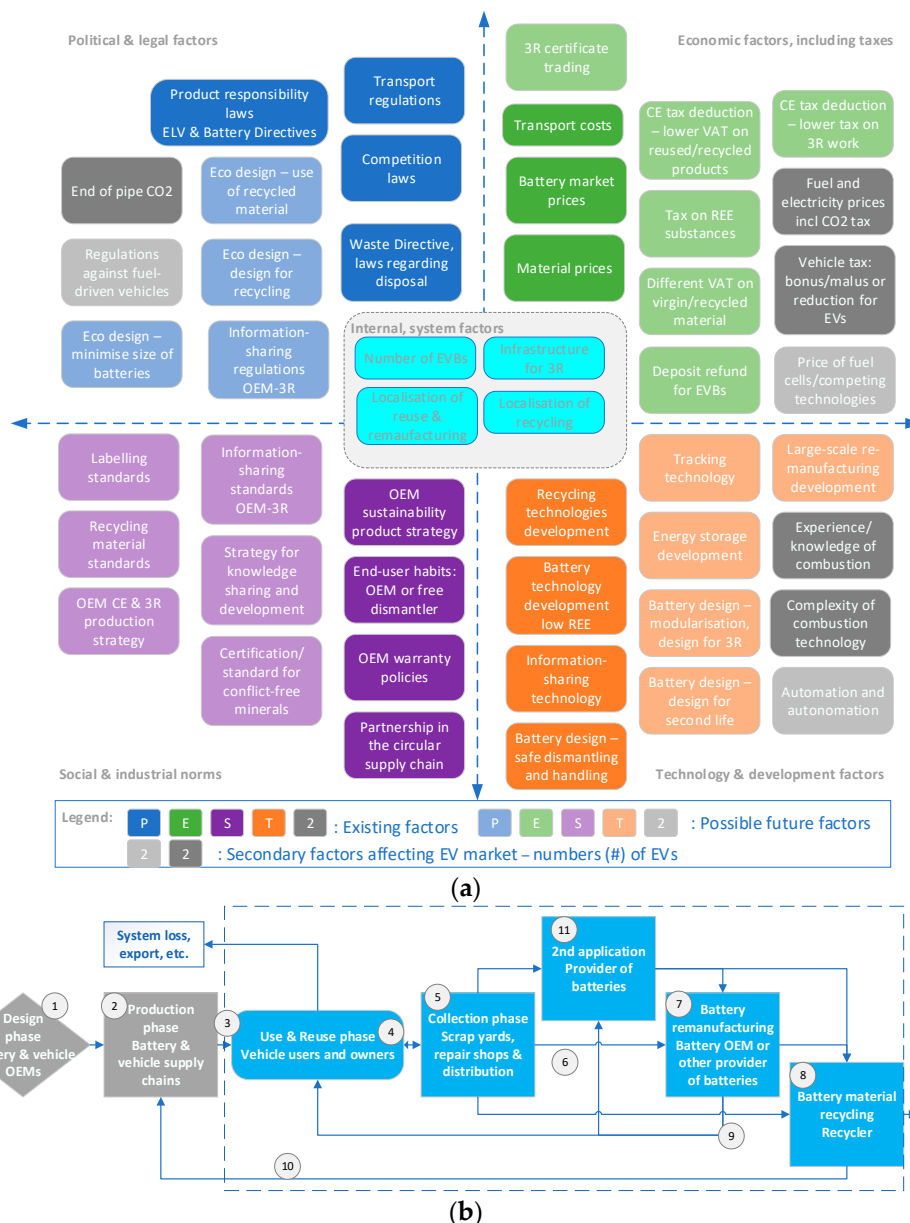 Political & legal factors
Economic factors, including taxes
Product responsibility
laws
ELV & Battery Directives
Transport
regulations
End of pipe CO2
Eco design – use
of recycled
material
Competition
laws
Regulations
against fuel-
driven vehicles
Eco design –
design for
recycling
Waste Directive,
laws regarding
disposal
Eco design –
minimise size of
batteries
Information-
sharing
regulations
OEM-3R
3R certificate
trading
Transport costs
Battery market
prices
Material prices
CE tax deduction
– lower VAT on
reused/recycled
products
CE tax deduction
– lower tax on
3R work
Tax on REE
substances
Fuel and
electricity prices
incl CO2 tax
Different VAT on
virgin/recycled
material
Vehicle tax:
bonus/malus or
reduction for
EVs
Deposit refund
for EVBs
Price of fuel
cells/competing
technologies
Internal, system factors
Number of EVBs
Infrastructure
for 3R
Localisation of
reuse &
remaufacturing
Localisation of
recycling
Labelling
standards
Information-
sharing
standards
OEM-3R
OEM
sustainability
product strategy
Recycling
material
standards
Strategy for
knowledge
sharing and
development
End-user habits:
OEM or free
dismantler
OEM CE & 3R
production
strategy
Certification/
standard for
conflict-free
minerals
OEM warranty
policies
Partnership in
the circular
supply chain
Recycling
technologies
development
Tracking
technology
Large-scale re-
manufacturing
development
Battery
technology
development
low REE
Energy storage
development
Experience/
knowledge of
combustion
Information-
sharing
technology
Battery design –
modularisation,
design for 3R
Complexity of
combustion
technology
Battery design –
safe dismantling
and handling
Battery design –
design for
second life
Automation and
autonomation
Social & industrial norms
Technology & development factors
Legend:
P E S T 2 : Existing factors P E S T 2 : Possible future factors
2 2 : Secondary factors affecting EV market – numbers (#) of EVs
(a)
System loss,
export, etc.
11
2nd application
Provider of
batteries
1
Design
phase
ery & vehicle
OEMs
2
Production
phase
Battery &
vehicle supply
chains
3
Use & Reuse phase
Vehicle users and owners
4
5
Collection phase
Scrap yards,
repair shops &
distribution
6
7
Battery
remanufacturing
Battery OEM or
other provider
of batteries
8
Battery material
recycling
Recycler
9
10
(b)